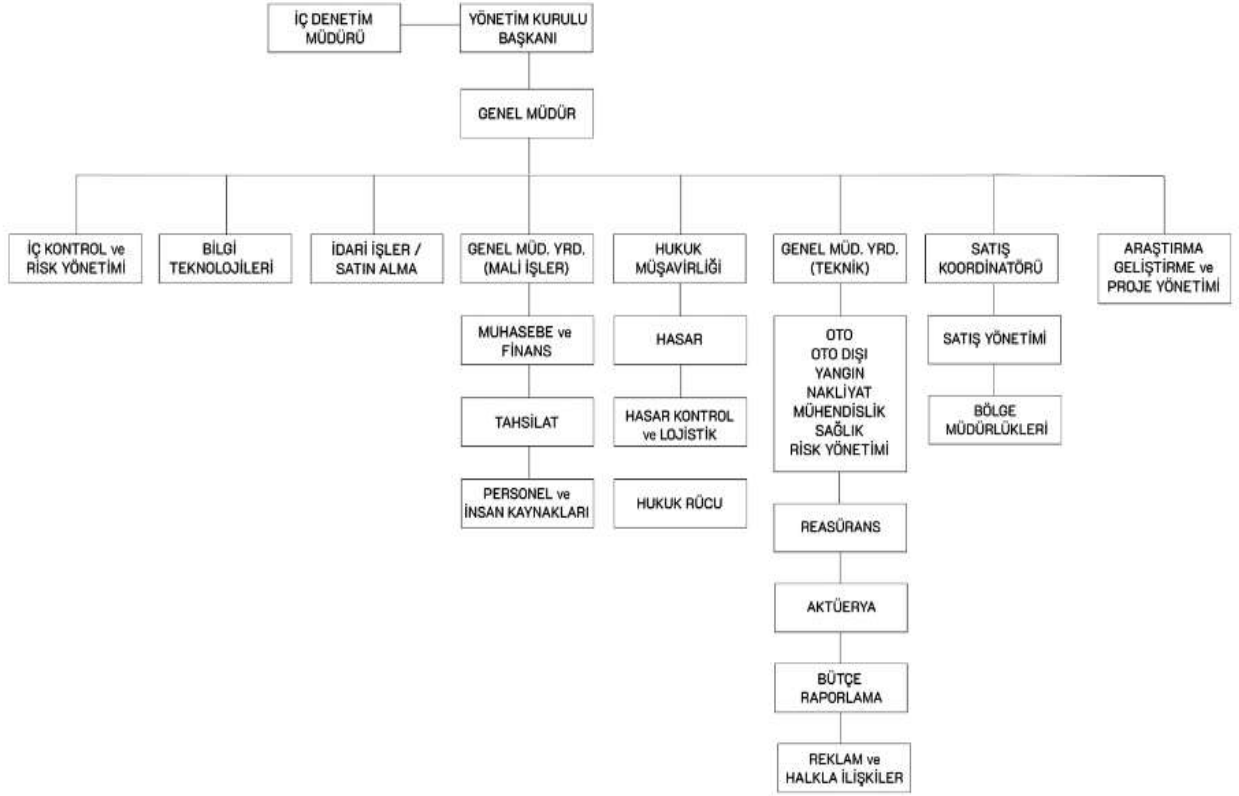 İÇ DENETİM
MÜDÜRÜ
YÖNETİM KURULU
BAŞKANI
GENEL MÜDÜR
İÇ KONTROL ve
RİSK YÖNETİMİ
BİLGİ
TEKNOLOJİLERİ
İDARİ İŞLER /
SATIN ALMA
GENEL MÜD. YRD.
(MALİ İŞLER)
HUKUK
MÜŞAVİRLİĞİ
GENEL MÜD. YRD.
(TEKNİK)
SATIŞ
KOORDİNATÖRÜ
ARAŞTIRMA
GELİŞTİRME ve
PROJE YÖNETİMİ
MUHASEBE ve
FİNANS
TAHSİLAT
PERSONEL ve
İNSAN KAYNAKLARI
HASAR
HASAR KONTROL
ve LOJİSTİK
HUKUK RÜCU
OTO
OTO DIŞI
YANGIN
NAKLİYAT
MÜHENDİSLİK
SAĞLIK
RİSK YÖNETİMİ
REASÜRANS
AKTÜERYA
BÜTÇE
RAPORLAMA
REKLAM ve
HALKLA İLİŞKİLER
SATIŞ YÖNETİMİ
BÖLGE
MÜDÜRLÜKLERİ